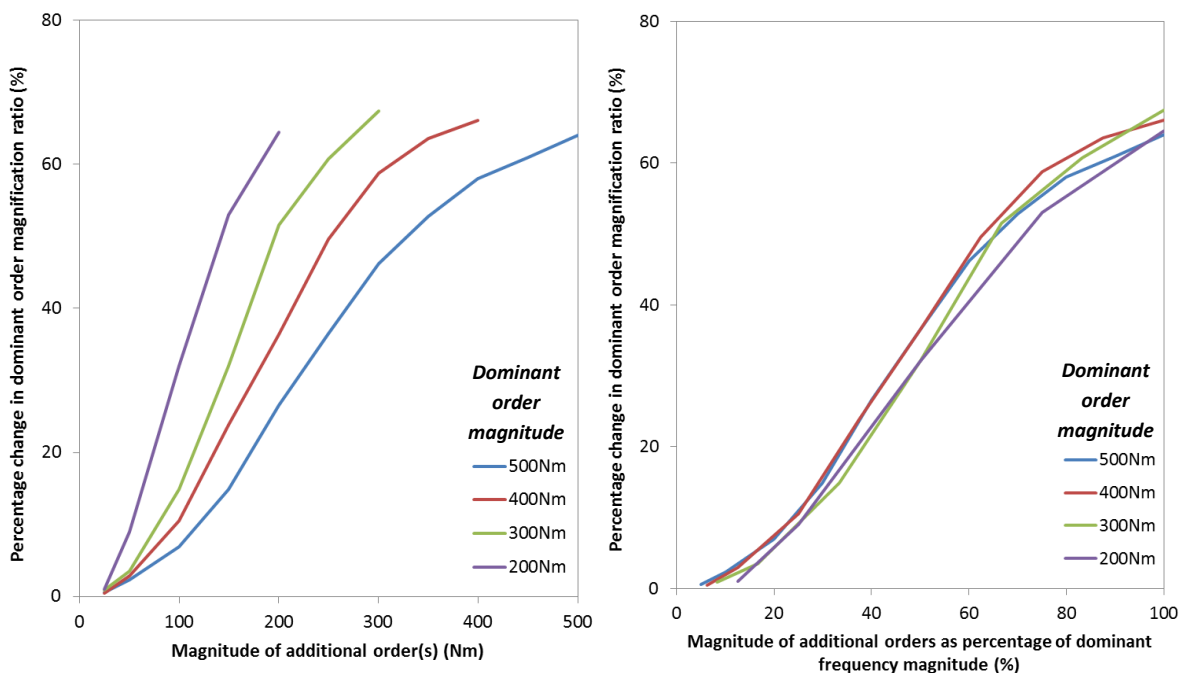 Percentage change in dominant order magnification ratio (%)
80
60
40
20
0
0
100
200
300
400
500
Magnitude of additional order(s) (Nm)
Dominant
order
magnitude
500Nm
400Nm
300Nm
200Nm
Percentage change in dominant order magnification ratio (%)
80
60
40
20
0
0
20
40
60
80
100
Magnitude of additional orders as percentage of dominant
frequency magnitude (%)
Dominant
order
magnitude
500Nm
400Nm
300Nm
200Nm